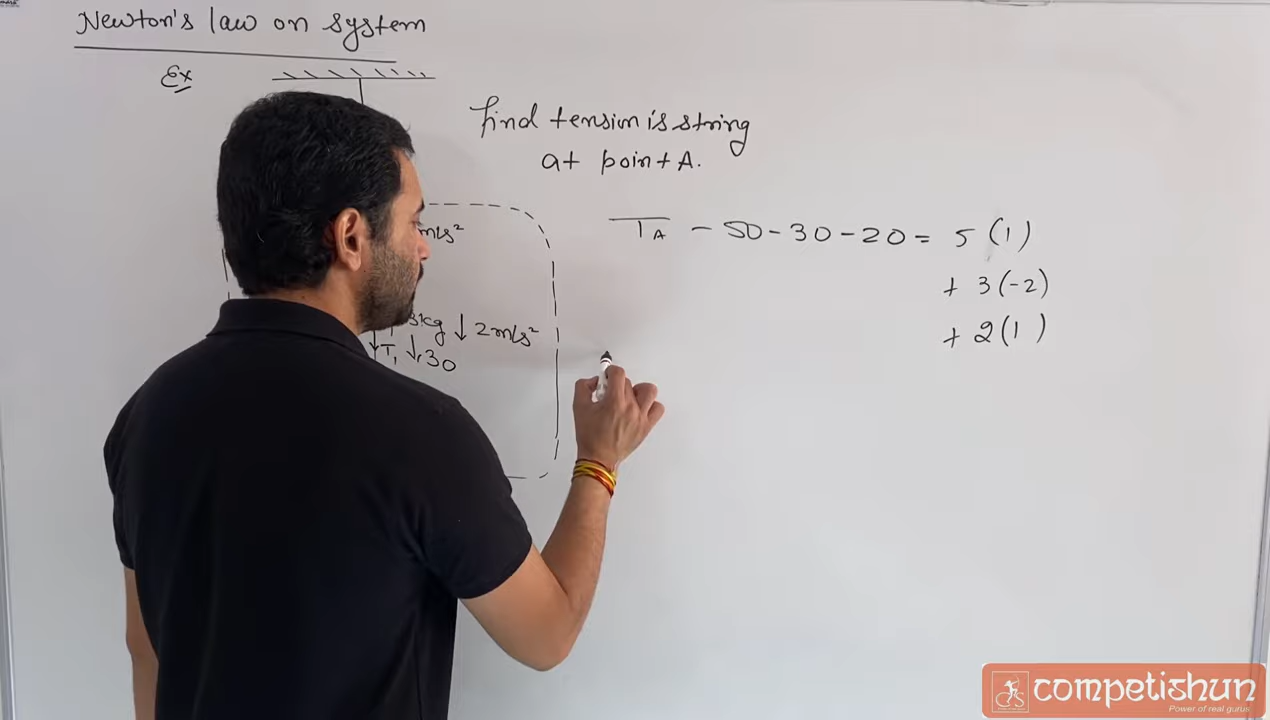 Newton's law on system
Ex
find tension is string
at point A.
m/s²
3kg ↓ 2m/s²
↓T₁ ↓30
T_A - 50 - 30 - 20 = 5 (1)
+ 3 (-2)
+ 2 (1 )
competishun
Power of real gurus